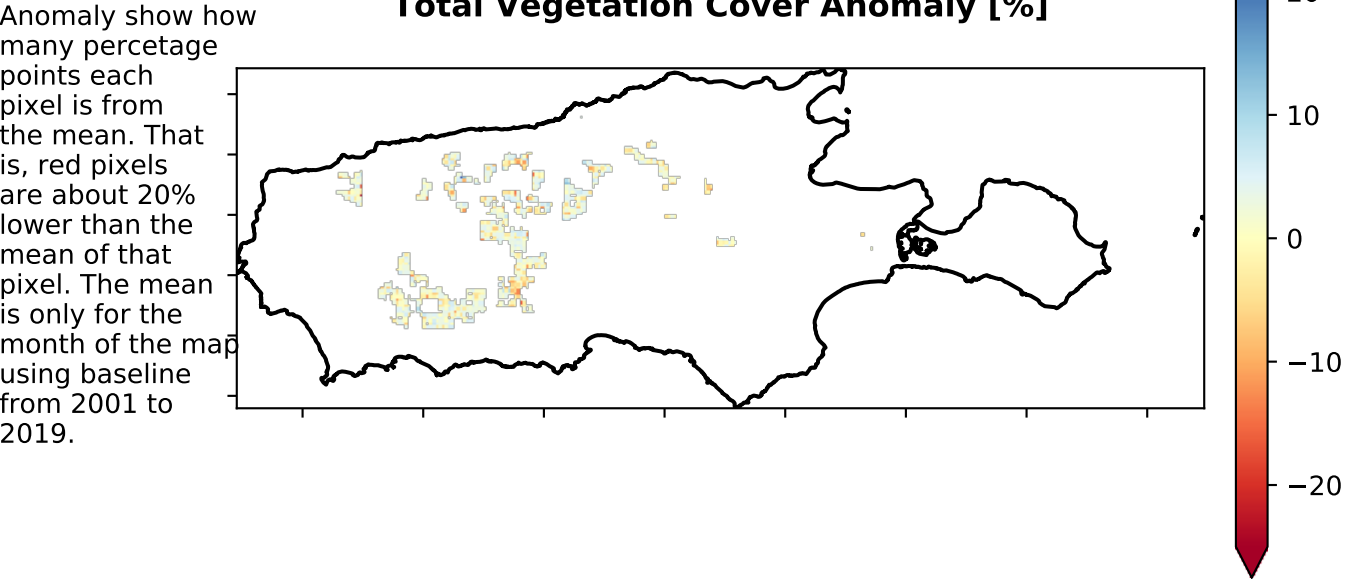 Anomaly show how
many percetage
points each
pixel is from
the mean. That
is, red pixels
are about 20%
lower than the
mean of that
pixel. The mean
is only for the
month of the map
using baseline
from 2001 to
2019.
Total Vegetation Cover Anomaly [%]
20
10
0
−10
−20